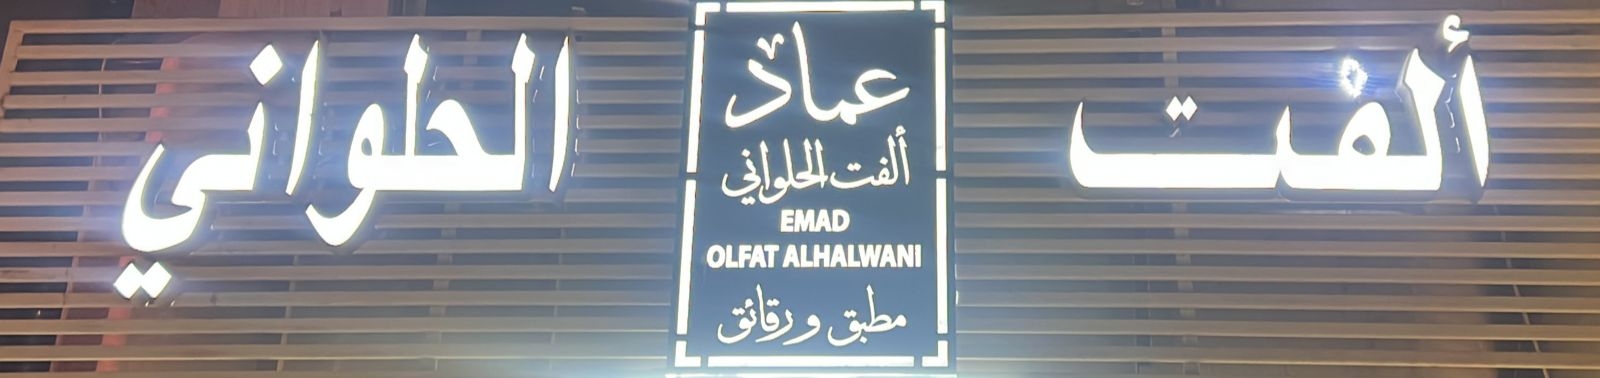 ألفت
عماد
ألفت الحلواني
EMAD
OLFAT ALHALWANI
مطبق و رقائق
الحلواني